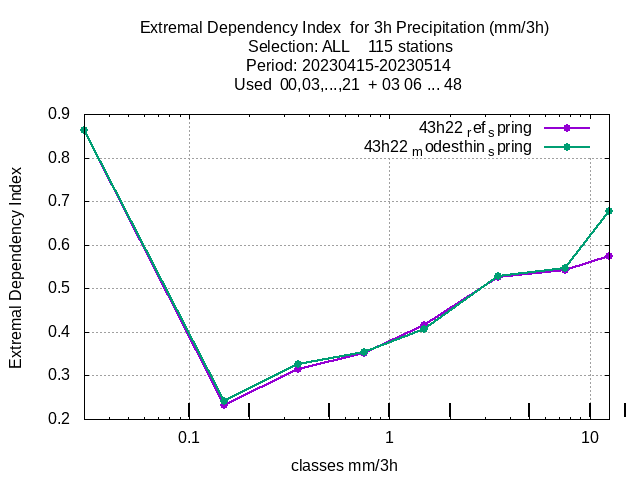 Extremal Dependency Index  for 3h Precipitation (mm/3h)
Selection: ALL    115 stations
Period: 20230415-20230514
Used  00,03,...,21  + 03 06 ... 48
43h22 ref spring
43h22 modesthin spring
Extremal Dependency Index
0.9
0.8
0.7
0.6
0.5
0.4
0.3
0.2
0.1 1 10
classes mm/3h